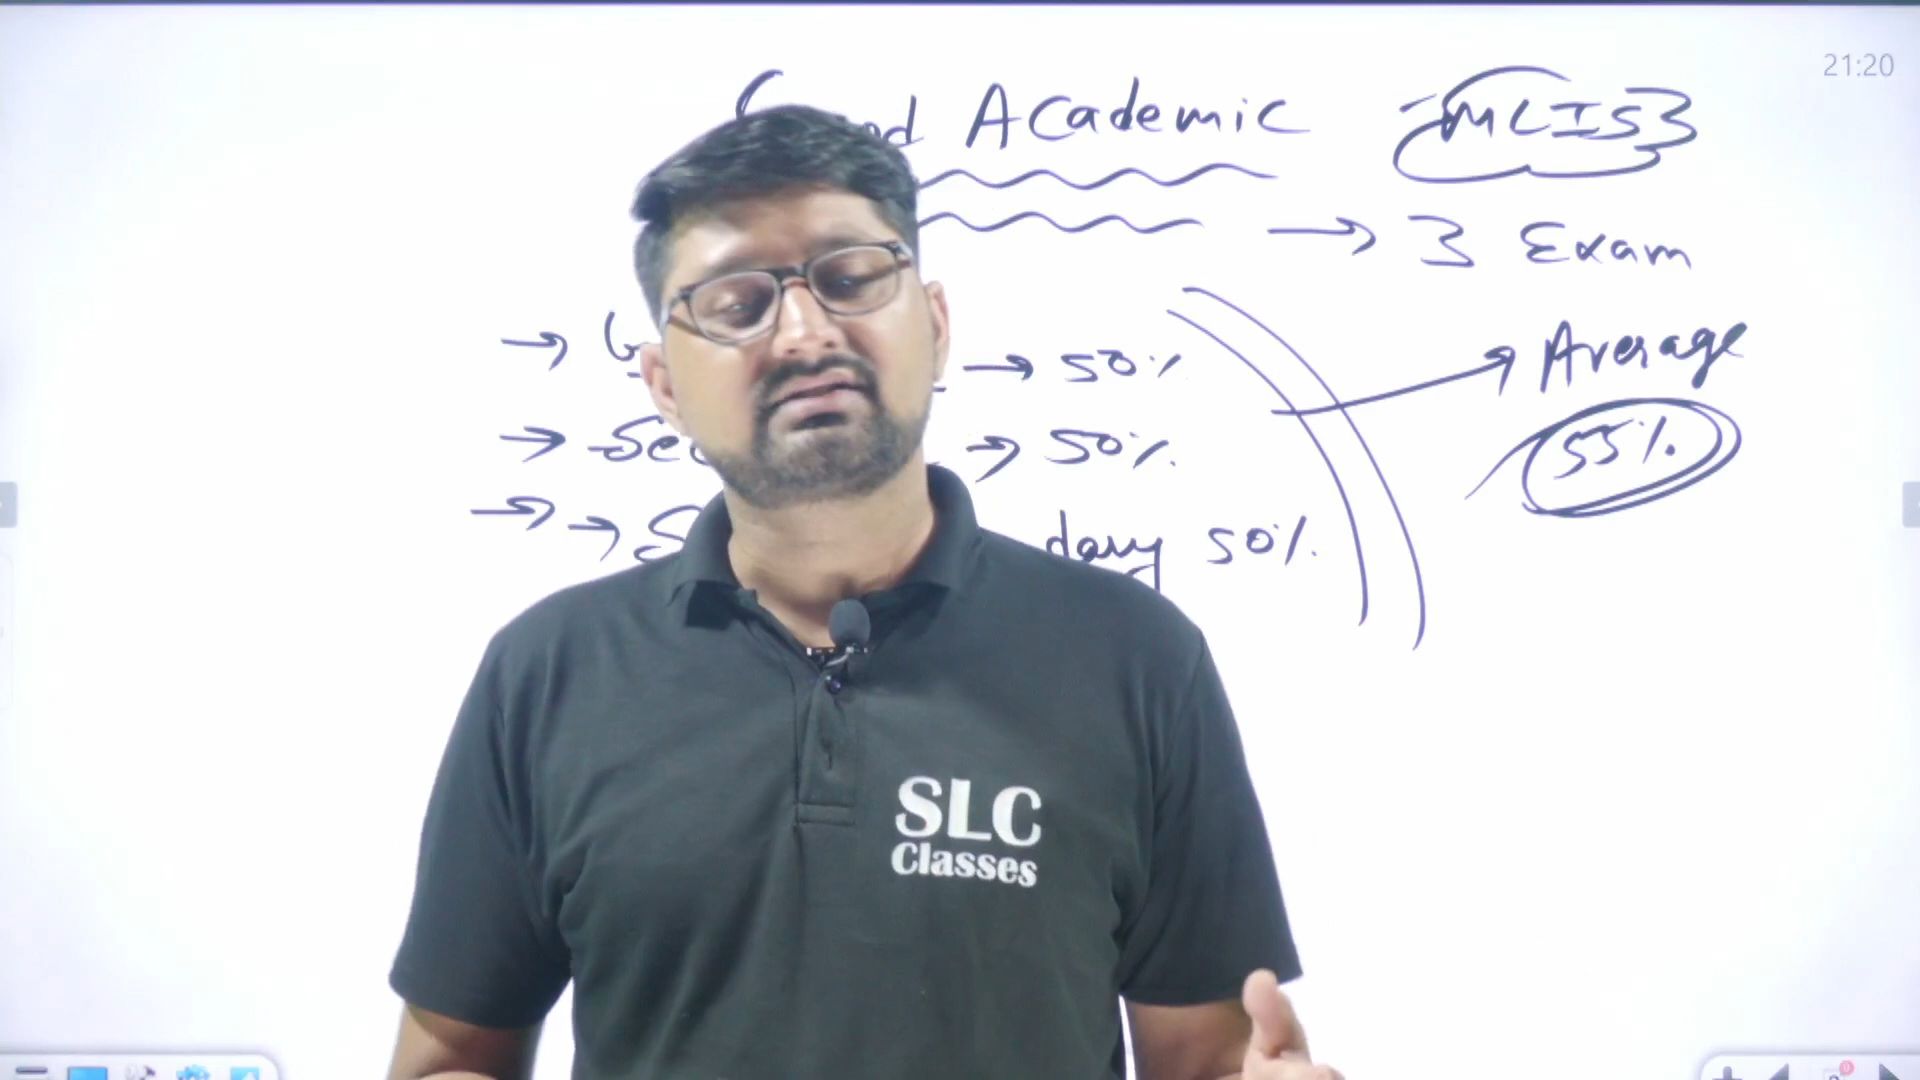 21:20
Academic MLIS
→ 3 Exam
→ → 50%
→ Average
→ → 50%
55%
→ → 50%
SLC
Classes